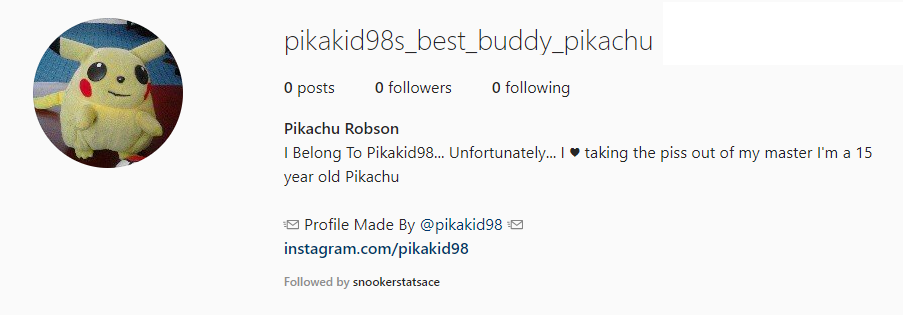 pikakid98s_best_buddy_pikachu
0 posts 0 followers 0 following
Pikachu Robson
I Belong To Pikakid98... Unfortunately... I ♥ taking the piss out of my master I'm a 15
year old Pikachu
📨 Profile Made By @pikakid98 📨
instagram.com/pikakid98
Followed by snookerstatsace